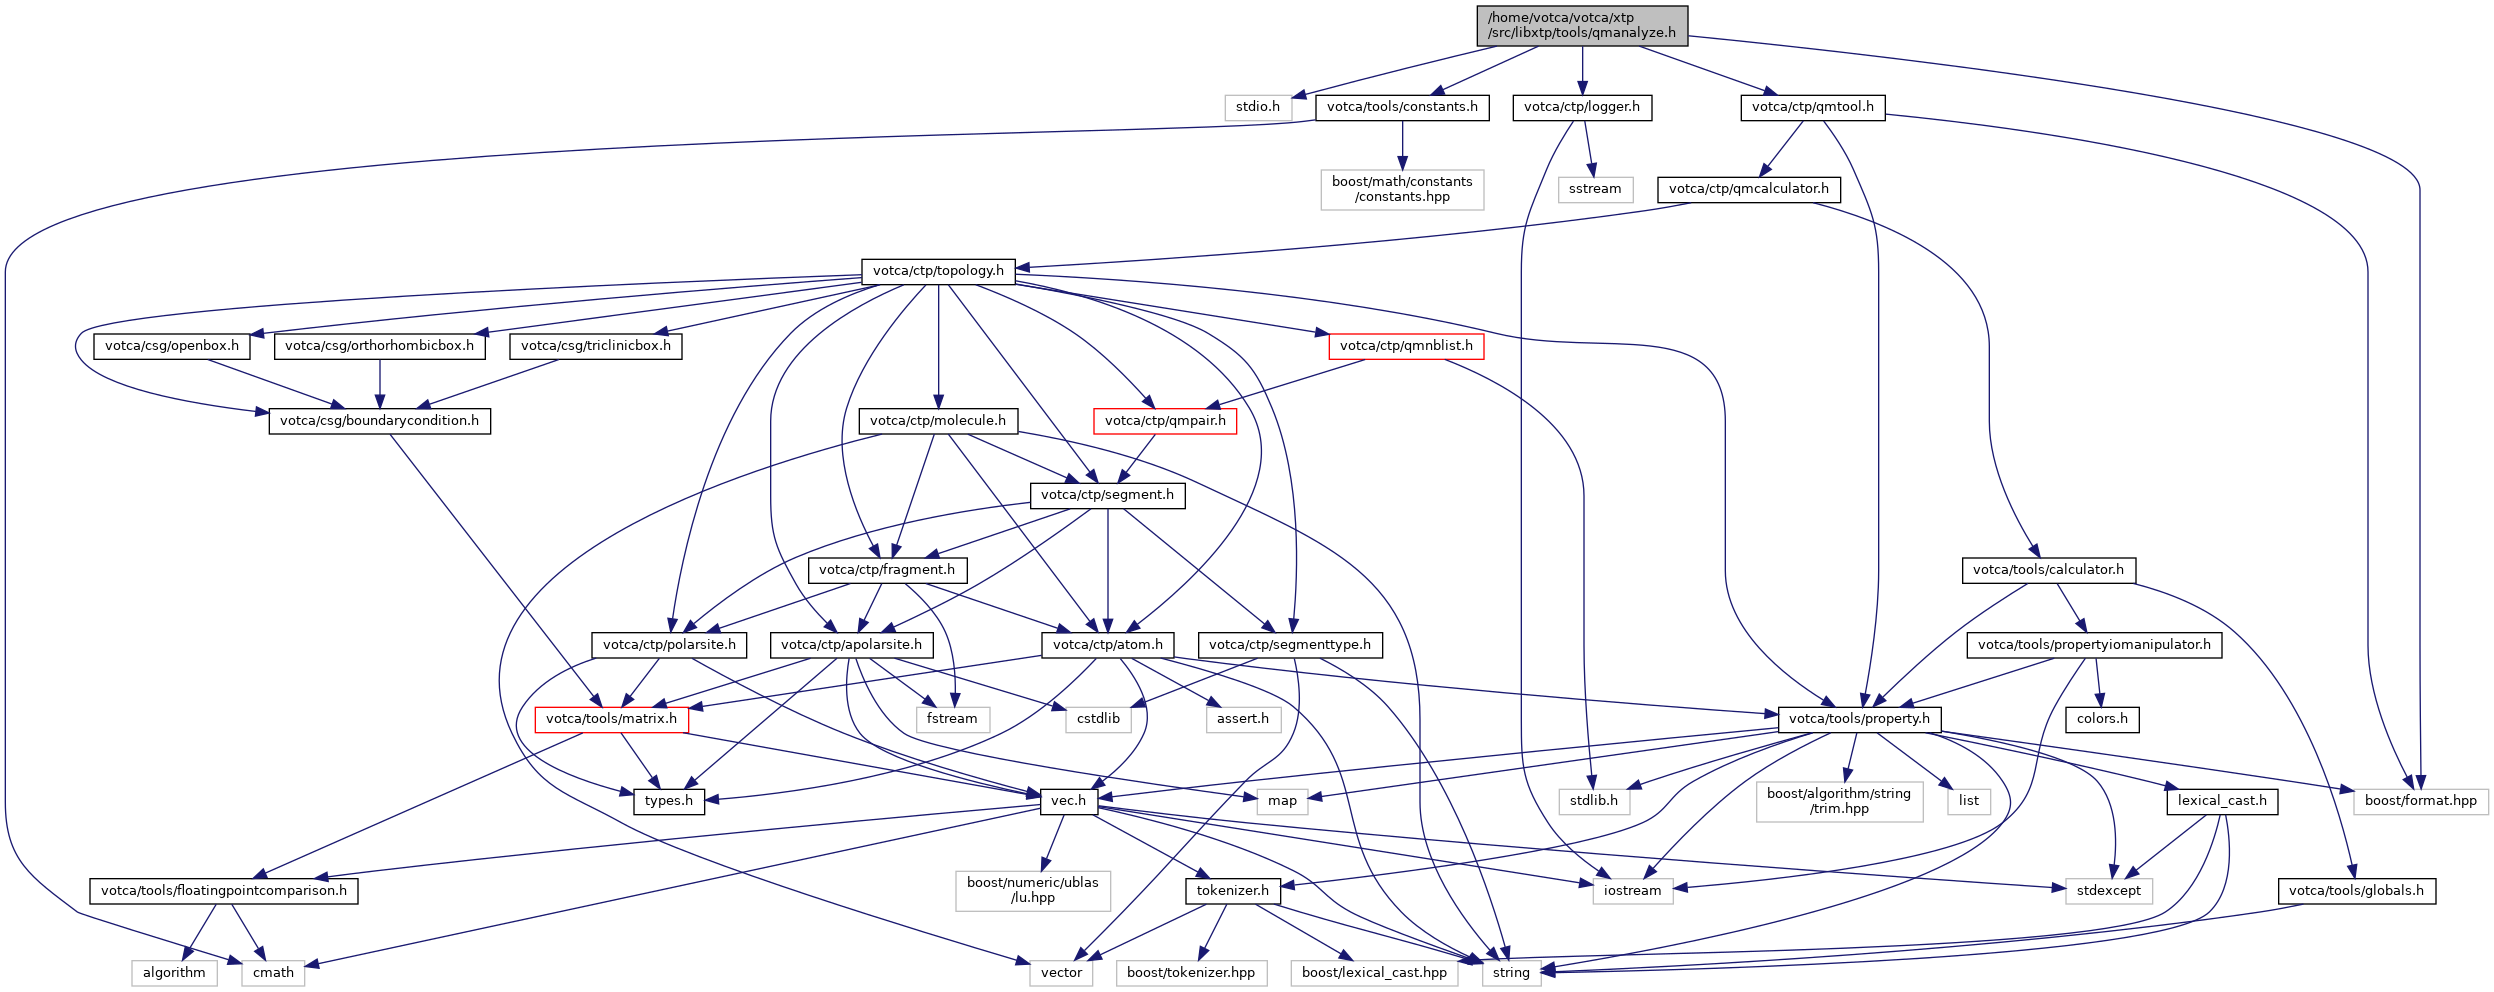 /home/votca/votca/xtp
/src/libxtp/tools/qmanalyze.h
stdio.h
votca/tools/constants.h
votca/ctp/logger.h
votca/ctp/qmtool.h
boost/math/constants
/constants.hpp
sstream
votca/ctp/qmcalculator.h
votca/ctp/topology.h
votca/csg/openbox.h
votca/csg/orthorhombicbox.h
votca/csg/triclinicbox.h
votca/ctp/qmnblist.h
votca/csg/boundarycondition.h
votca/ctp/molecule.h
votca/ctp/qmpair.h
votca/ctp/segment.h
votca/ctp/fragment.h
votca/tools/calculator.h
votca/ctp/polarsite.h
votca/ctp/apolarsite.h
votca/ctp/atom.h
votca/ctp/segmenttype.h
votca/tools/propertyiomanipulator.h
votca/tools/matrix.h
fstream
cstdlib
assert.h
votca/tools/property.h
colors.h
types.h
vec.h
map
stdlib.h
boost/algorithm/string
/trim.hpp
list
lexical_cast.h
boost/format.hpp
votca/tools/floatingpointcomparison.h
boost/numeric/ublas
/lu.hpp
tokenizer.h
iostream
stdexcept
votca/tools/globals.h
algorithm
cmath
vector
boost/tokenizer.hpp
boost/lexical_cast.hpp
string